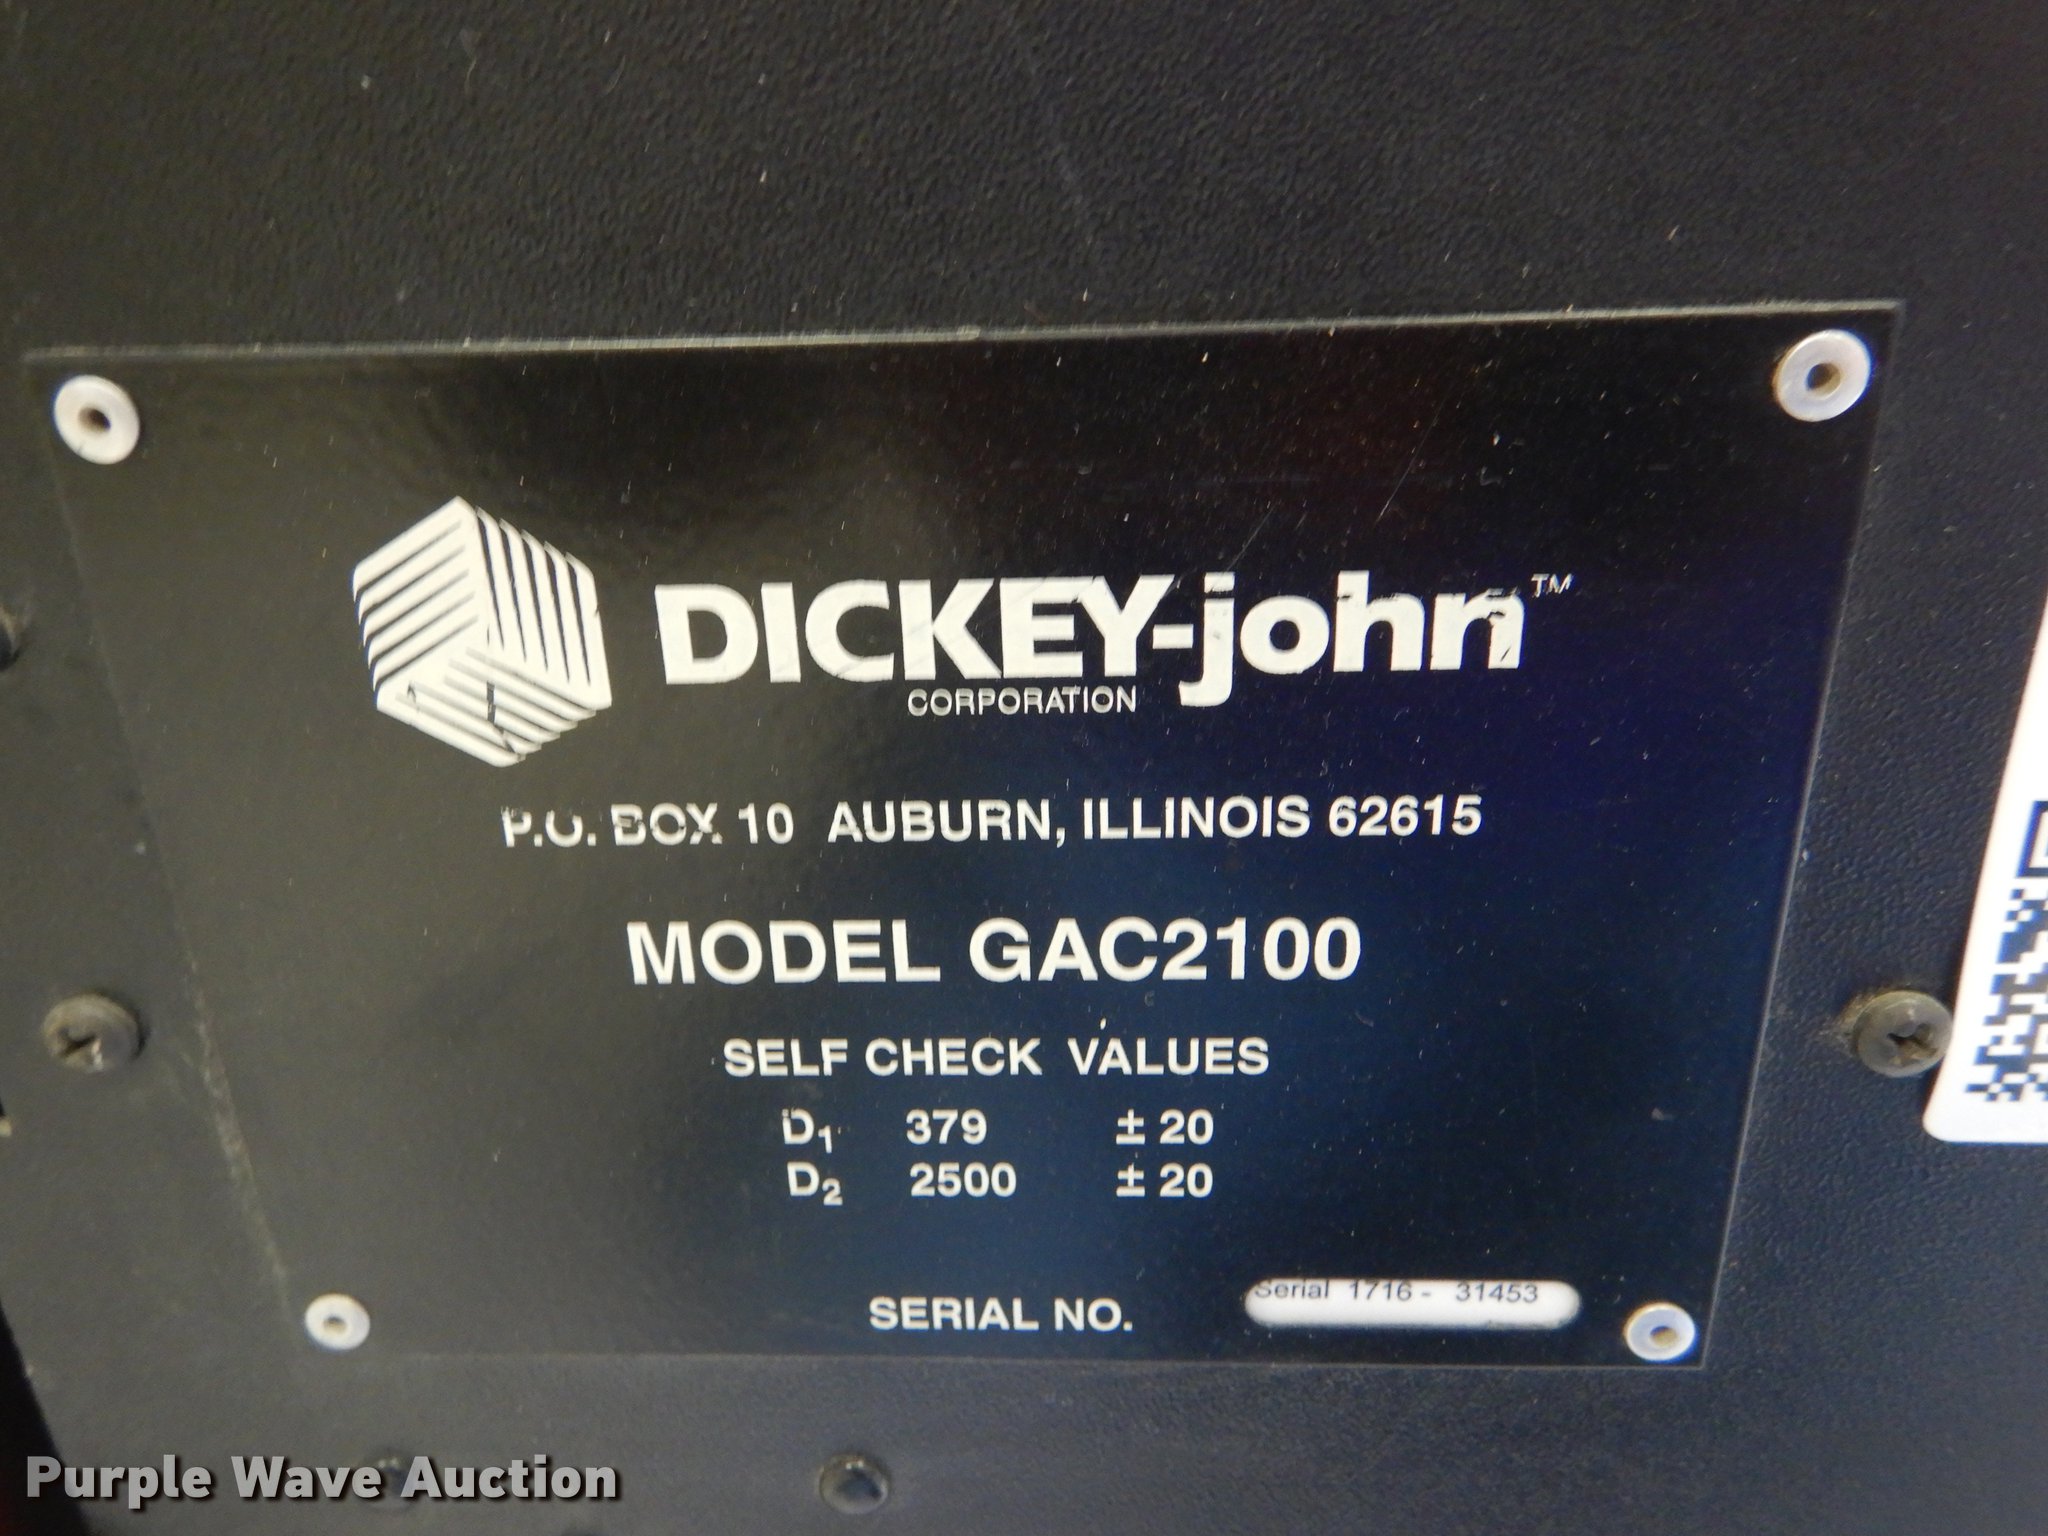 DICKEY-john™
CORPORATION
P.O. BOX 10 AUBURN, ILLINOIS 62615
MODEL GAC2100
SELF CHECK VALUES
D₁ 379 ± 20
D₂ 2500 ± 20
SERIAL NO. Serial 1716 - 31453
Purple Wave Auction